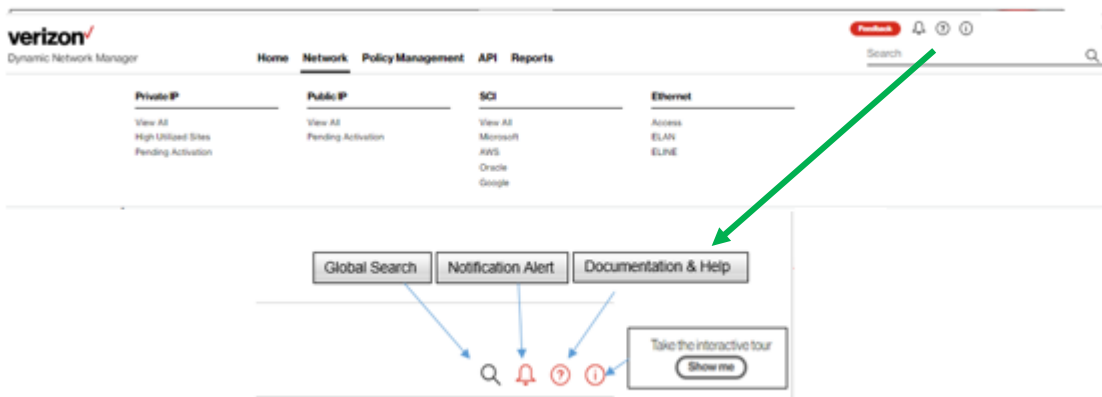 verizon✓
Feedback
Dynamic Network Manager
Home Network Policy Management API Reports
Search
Private IP Public IP SCI Ethernet
View All View All View All Access
High Utilized Sites Pending Activation Microsoft ELAN
Pending Activation AWS ELINE
Oracle
Google
Global Search Notification Alert Documentation & Help
Take the interactive tour
Show me